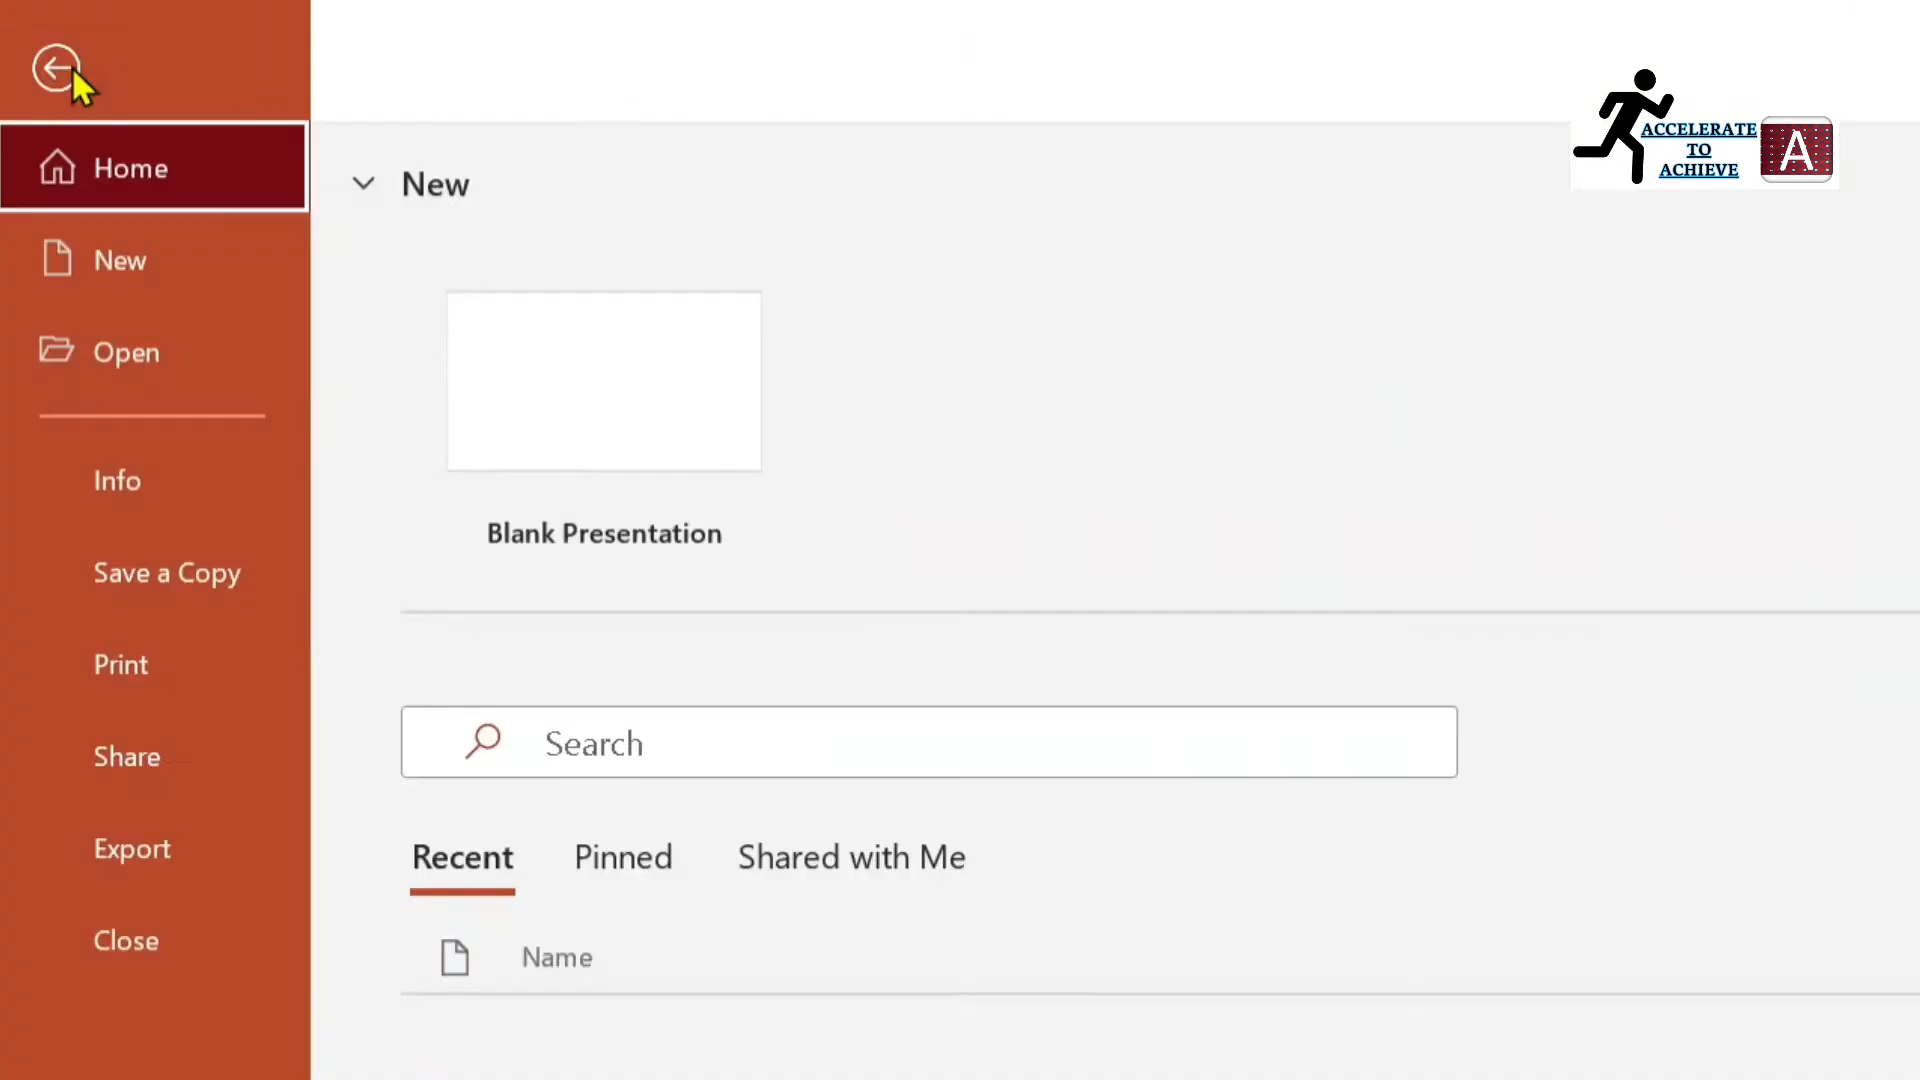 Home
New
Open
Info
Save a Copy
Print
Share
Export
Close
New
Blank Presentation
Search
Recent Pinned Shared with Me
Name
ACCELERATE
TO
ACHIEVE
A